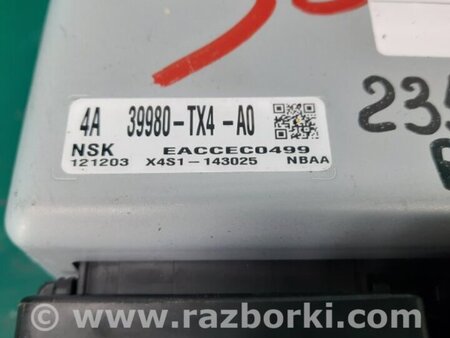 4A 39980-TX4-A0
NSK EACCEC0499
121203 X4S1-143025 NBAA
235
www.razborki.com